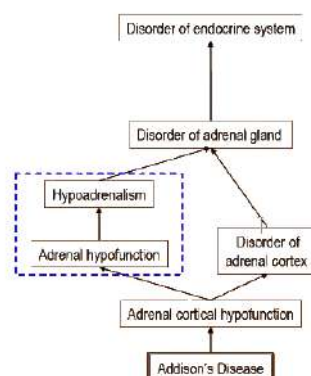 Disorder of endocrine system
Disorder of adrenal gland
Hypoadrenalism
Adrenal hypofunction
Disorder of
adrenal cortex
Adrenal cortical hypofunction
Addison's Disease